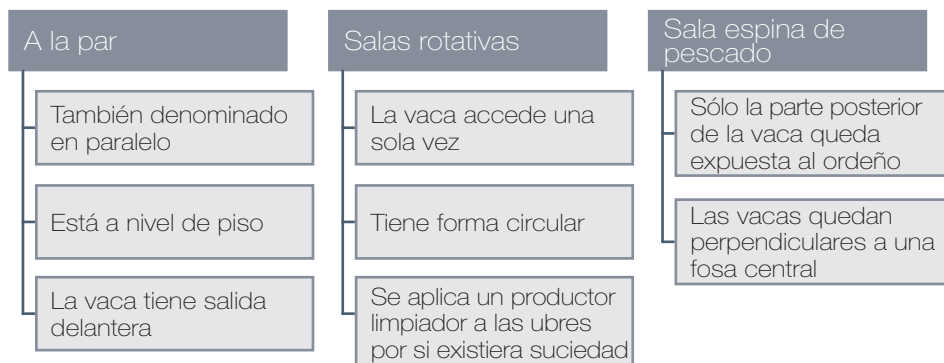 A la par
También denominado
en paralelo
Está a nivel de piso
La vaca tiene salida
delantera
Salas rotativas
La vaca accede una
sola vez
Tiene forma circular
Se aplica un productor
limpiador a las ubres
por si existiera suciedad
Sala espina de
pescado
Sólo la parte posterior
de la vaca queda
expuesta al ordeño
Las vacas quedan
perpendiculares a una
fosa central